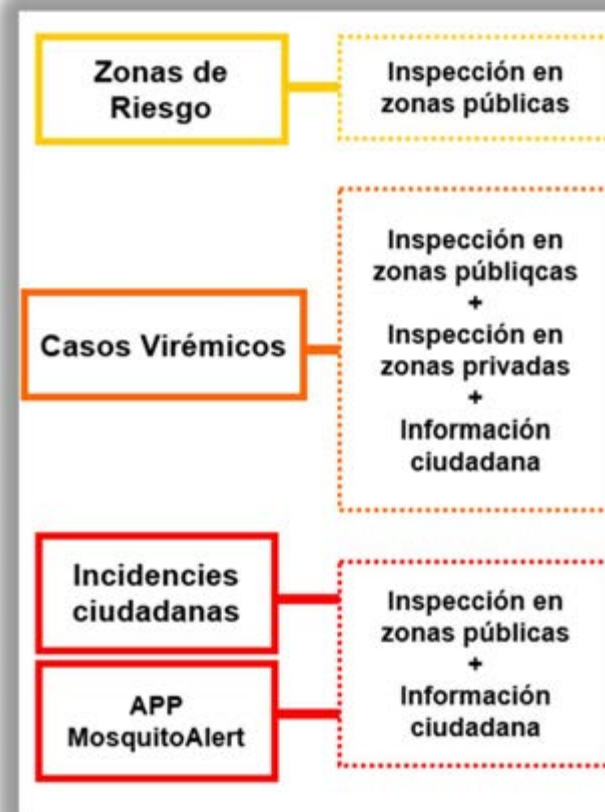 Zonas de
Riesgo
Inspección en
zonas públicas
Casos Virémicos
Inspección en
zonas públiqcas
+
Inspección en
zonas privadas
+
Información
ciudadana
Incidencies
ciudadanas
APP
MosquitoAlert
Inspección en
zonas públicas
+
Información
ciudadana